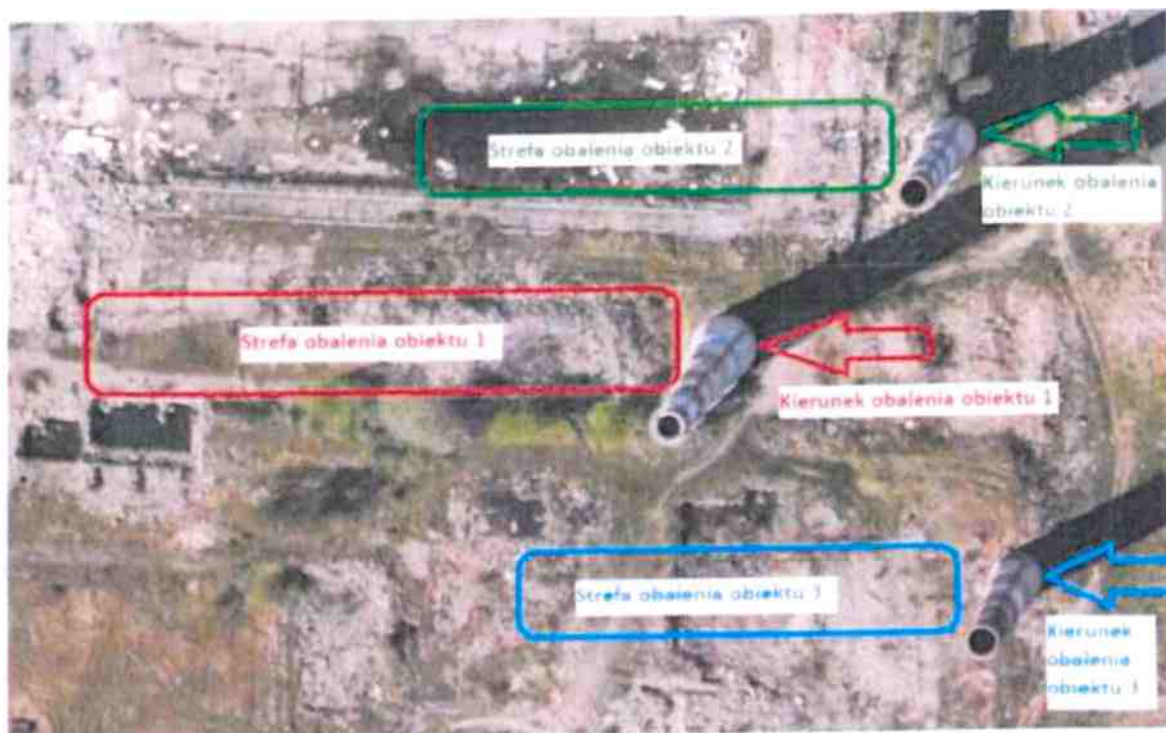 Strefa obalenia obiektu 2
Kierunek obalenia
obiektu 2
Strefa obalenia obiektu 1
Kierunek obalenia obiektu 1
Strefa obalenia obiektu 3
Kierunek
obalenia
obiektu 3